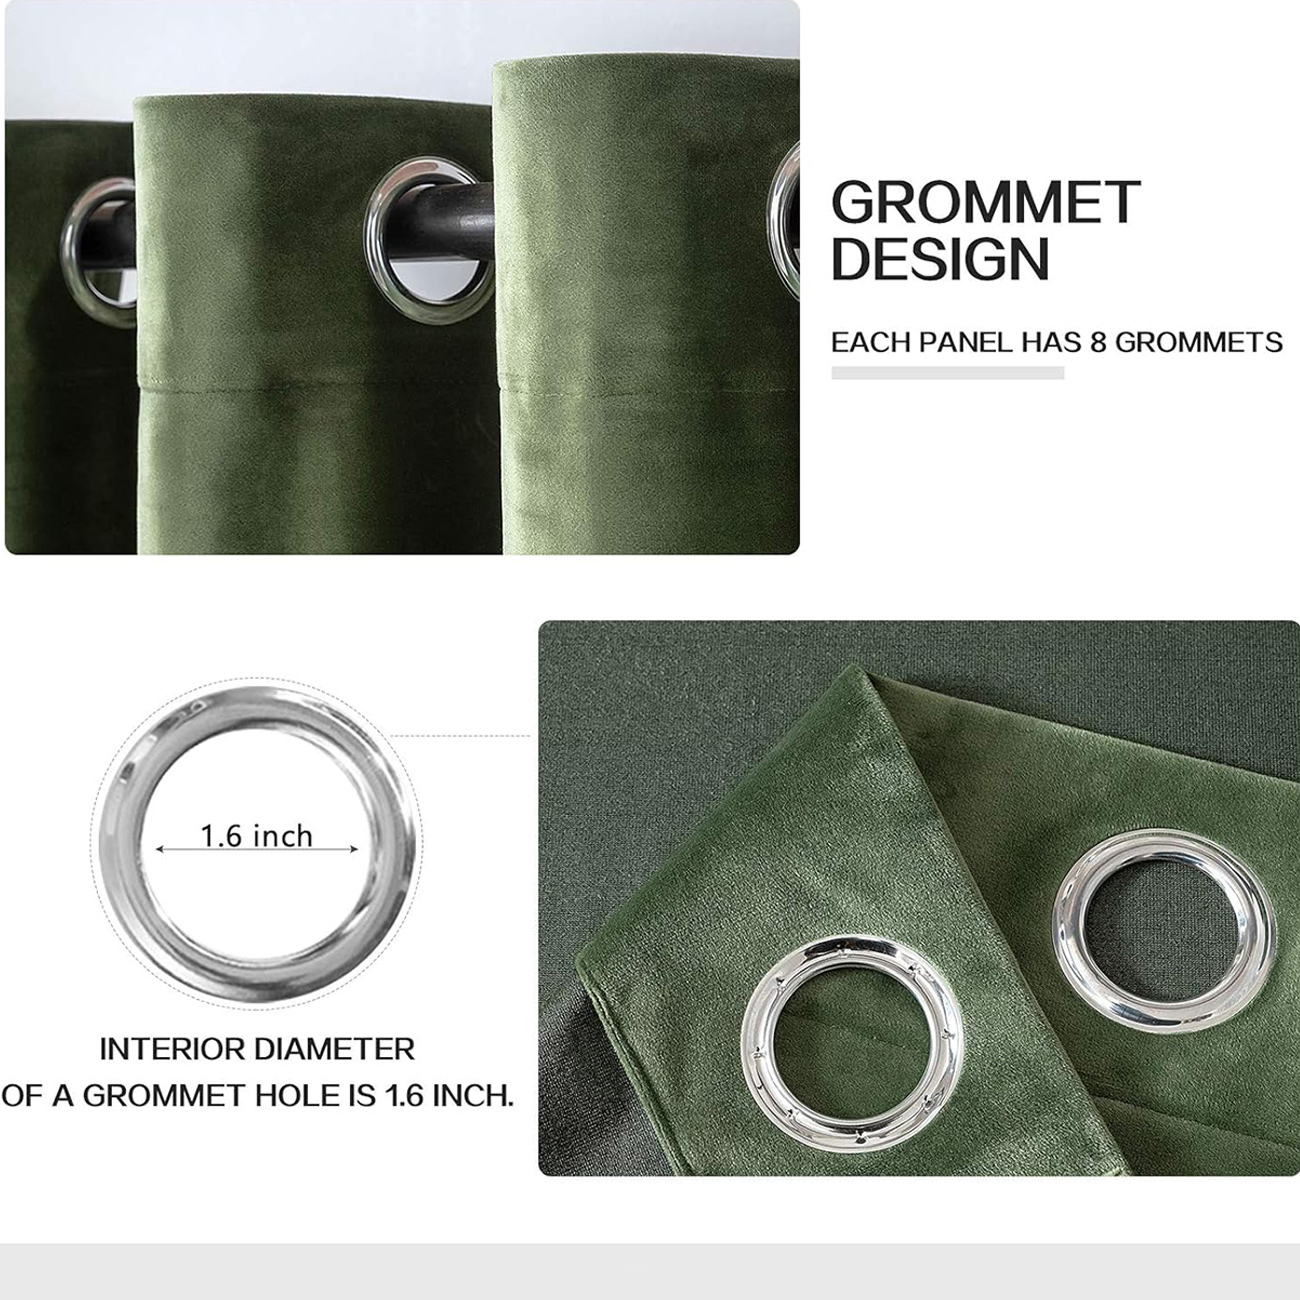 GROMMET
DESIGN
EACH PANEL HAS 8 GROMMETS
1.6 inch
INTERIOR DIAMETER
OF A GROMMET HOLE IS 1.6 INCH.